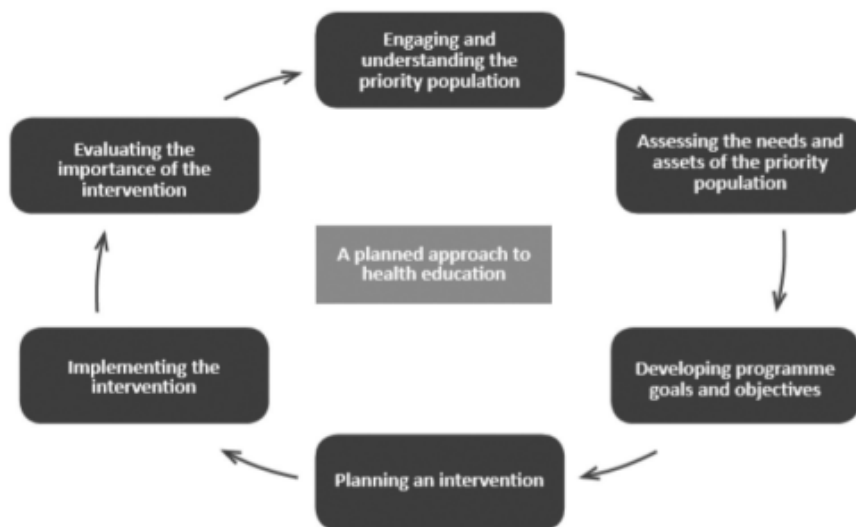 Engaging and
understanding the
priority population
Assessing the needs and
assets of the priority
population
Developing programme
goals and objectives
Planning an intervention
Implementing the
intervention
Evaluating the
importance of the
intervention
A planned approach to
health education